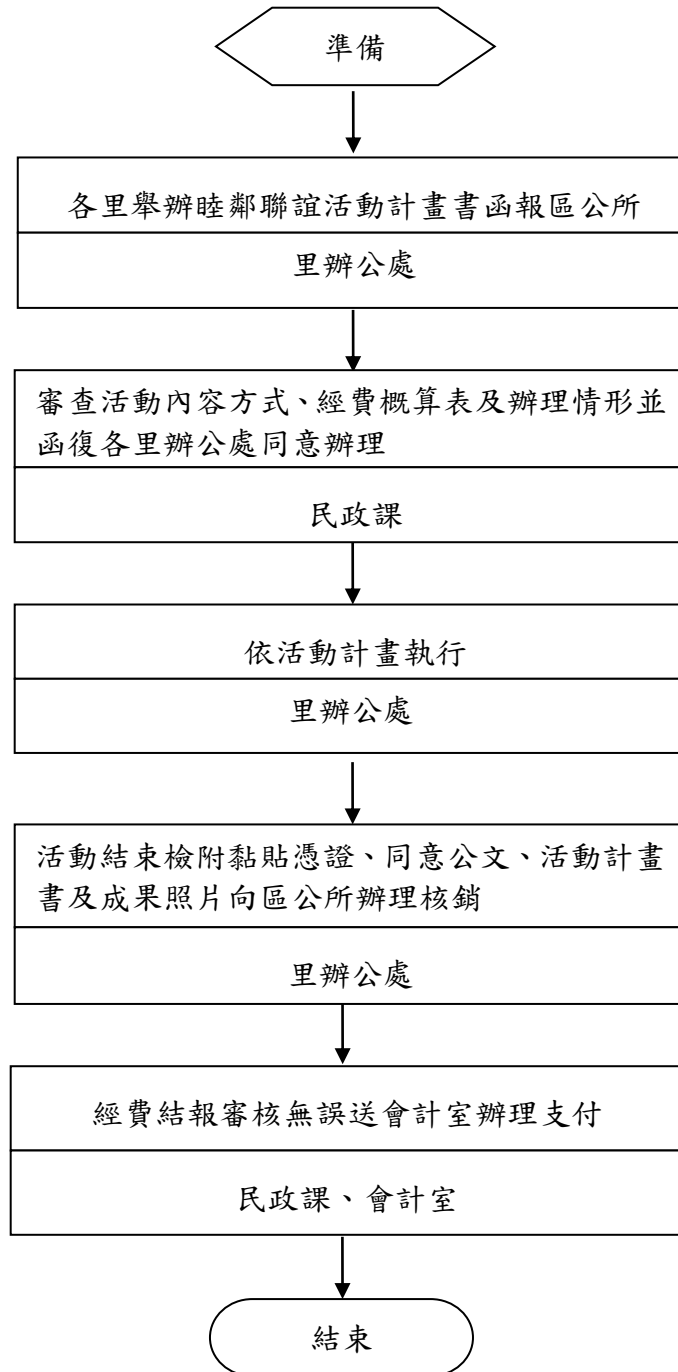 準備
各里舉辦睦鄰聯誼活動計畫書函報區公所
里辦公處
審查活動內容方式、經費概算表及辦理情形並
函復各里辦公處同意辦理
民政課
依活動計畫執行
里辦公處
活動結束檢附黏貼憑證、同意公文、活動計畫
書及成果照片向區公所辦理核銷
里辦公處
經費結報審核無誤送會計室辦理支付
民政課、會計室
結束